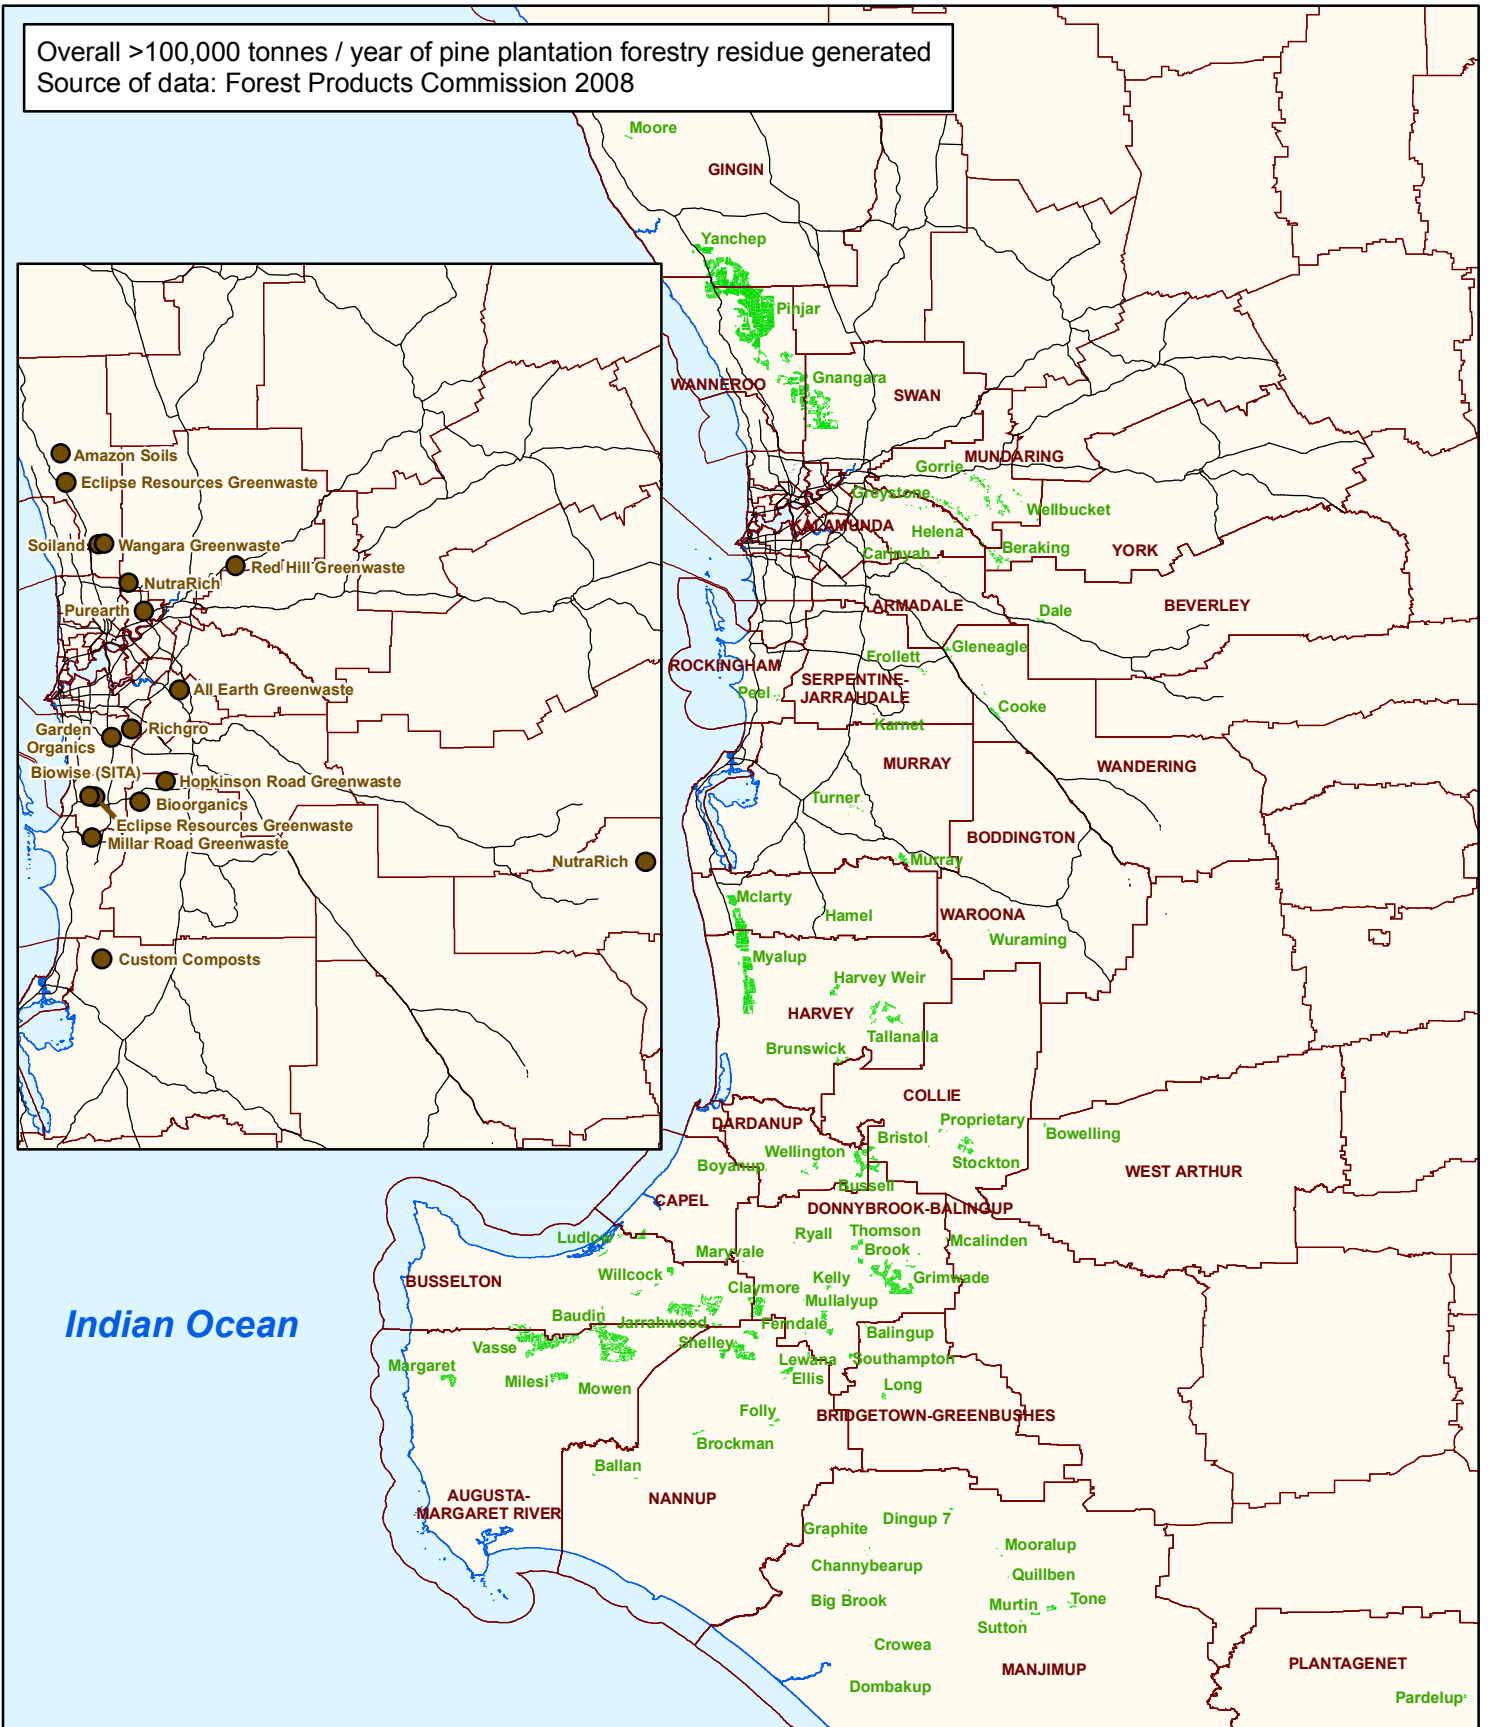 Overall >100,000 tonnes / year of pine plantation forestry residue generated
Source of data: Forest Products Commission 2008
Moore
GINGIN
Yanchep
Pinjar
Gnangara
WANNEROO
SWAN
MUNDARING
Gorrie
Greystone
Wellbucket
KALAMUNDA
Helena
Carinyah
Beraking
YORK
ARMADALE
Dale
BEVERLEY
Gleneagle
Frollett
ROCKINGHAM
SERPENTINE-
JARRAHDALE
Peel
Cooke
Karnet
MURRAY
WANDERING
Turner
BODDINGTON
Murray
Mclarty
Hamel
WAROONA
Wuraming
Myalup
Harvey Weir
HARVEY
Tallanalla
Brunswick
COLLIE
DARDANUP
Proprietary
Bowelling
Bristol
Wellington
Stockton
Boyanup
WEST ARTHUR
Bussell
CAPEL
DONNYBROOK-BALINGUP
Ryall
Thomson
Brook
Mcalinden
Ludlow
Maryvale
Willcock
BUSSELTON
Claymore
Kelly
Grimwade
Mullalyup
Baudin
Jarrahwood
Ferndale
Balingup
Vasse
Shelley
Lewana
Southampton
Margaret
Milesi
Mowen
Ellis
Long
Folly
BRIDGETOWN-GREENBUSHES
Brockman
Ballan
AUGUSTA-
MARGARET RIVER
NANNUP
Graphite
Dingup 7
Mooralup
Channybearup
Quillben
Big Brook
Murtin
Tone
Sutton
Crowea
MANJIMUP
PLANTAGENET
Dombakup
Pardelup
Indian Ocean
Amazon Soils
Eclipse Resources Greenwaste
Soiland
Wangara Greenwaste
Red Hill Greenwaste
NutraRich
Purearth
All Earth Greenwaste
Garden
Organics
Richgro
Biowise (SITA)
Hopkinson Road Greenwaste
Bioorganics
Eclipse Resources Greenwaste
Millar Road Greenwaste
NutraRich
Custom Composts